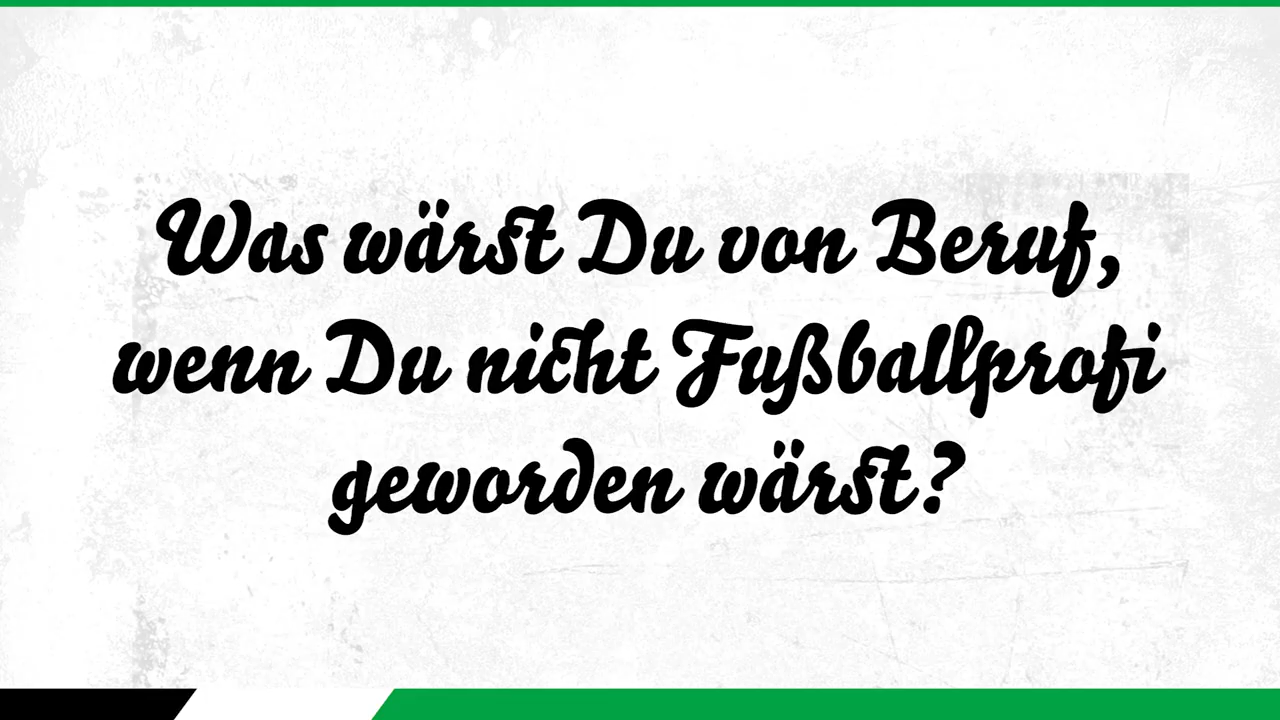 Was wärst Du von Beruf,
wenn Du nicht Fußballprofi
geworden wärst?